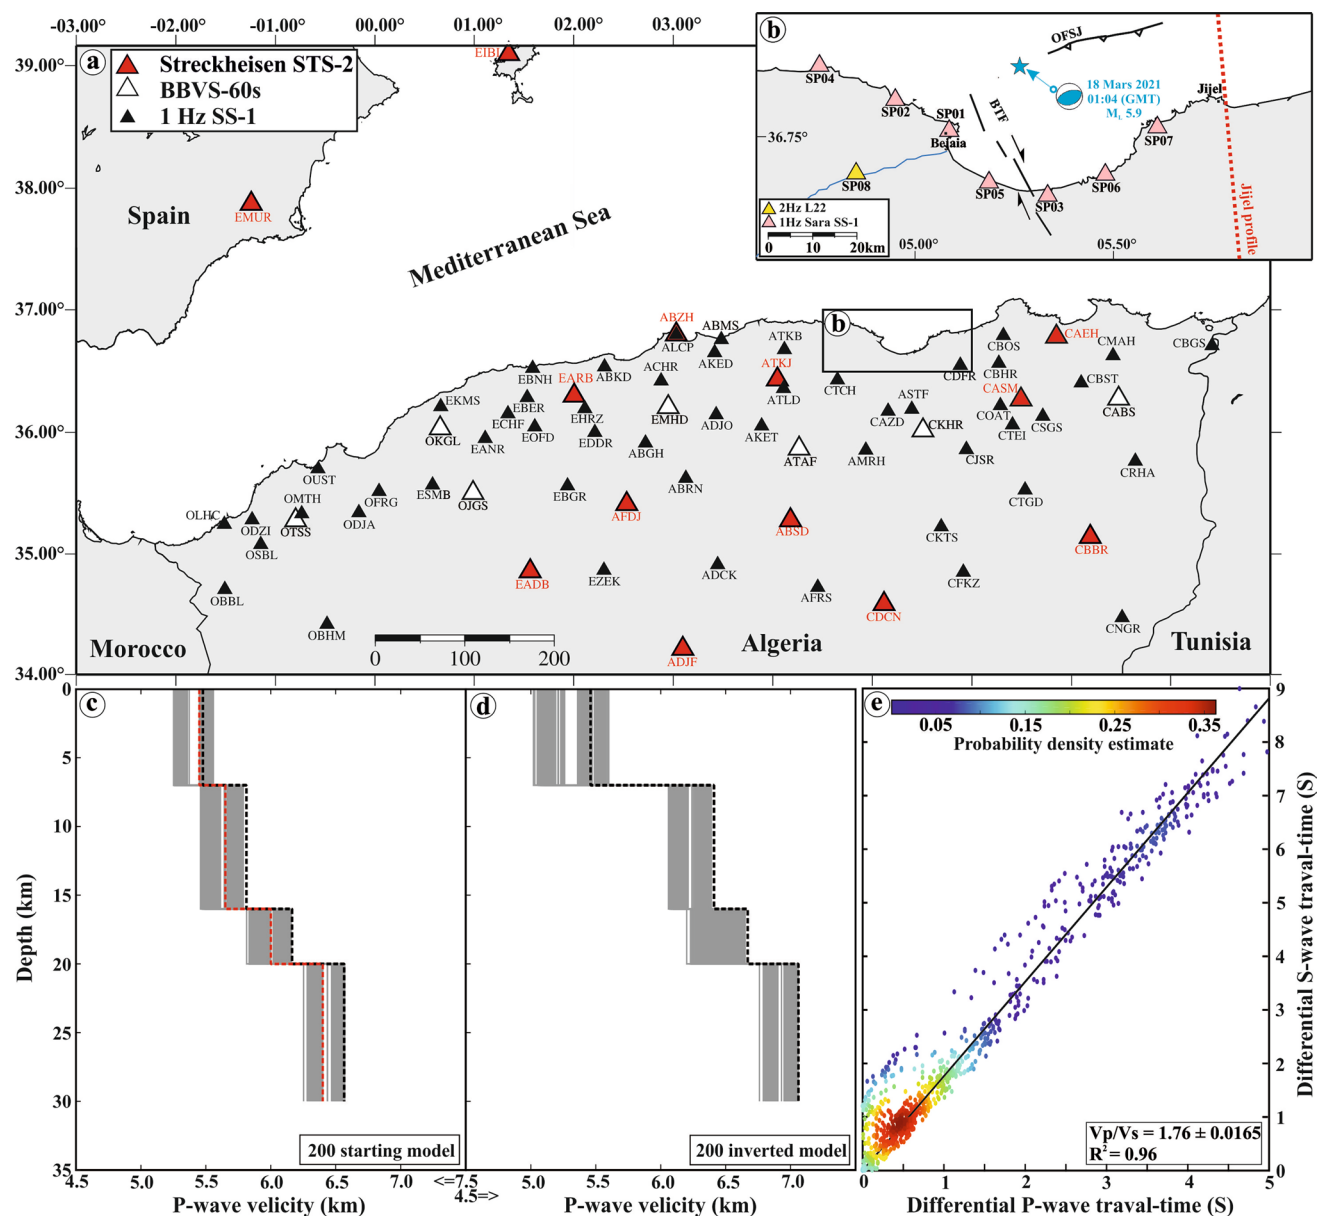 -03.00° -02.00° -01.00° 00.00° 01.00° 02.00° 03.00°
39.00°
38.00°
37.00°
36.00°
35.00°
34.00°
a
Streckheisen STS-2
BBVS-60s
1 Hz SS-1
EIBI
EMUR
Spain
Mediterranean Sea
b
OFSJ
SP04
18 Mars 2021
01:04 (GMT)
M_L 5.9
Jijel
SP02
SP01
Bejaia
BTF
SP07
36.75°
SP08
SP05
SP03
SP06
Jijel profile
2Hz L22
1Hz Sara SS-1
0 10 20km
05.00° 05.50°
ABZH
ALCP
ABMS
AKED
ATKB
b
CBOS
CAEH
CMAH
CBGS
EBNH
ABKD
ACHR
ATKJ
ATLD
CTCH
CDFR
CBHR
CBST
EARB
EKMS
EBER
ECHF
EHRZ
EMHD
ADJO
AKET
ASTF
CAZD
CKHR
CASM
COAT
CSGS
CABS
OKGL
EANR
EOFD
EDDR
ABGH
ATAF
AMRH
CJSR
CTEI
CRHA
OUST
OFRG
ESMB
OJGS
EBGR
ABRN
CTGD
OMTH
OLHC
ODZI
OTSS
ODJA
AFDJ
ABSD
CKTS
CBBR
OSBL
OBBL
EADB
EZEK
ADCK
AFRS
CFKZ
CDCN
CNGR
OBHM
ADJF
0 100 200
Morocco
Algeria
Tunisia
c
0
5
10
15
20
25
30
35
Depth (km)
200 starting model
4.5 5.0 5.5 6.0 6.5 7.0 <=7.5
P-wave velicity (km)
d
200 inverted model
4.5=> 5.0 5.5 6.0 6.5 7.0
P-wave velicity (km)
e
0.05 0.15 0.25 0.35
Probability density estimate
9
8
7
6
5
4
3
2
1
0
Differential S-wave traval-time (S)
Vp/Vs = 1.76 ± 0.0165
R² = 0.96
0 1 2 3 4 5
Differential P-wave traval-time (S)